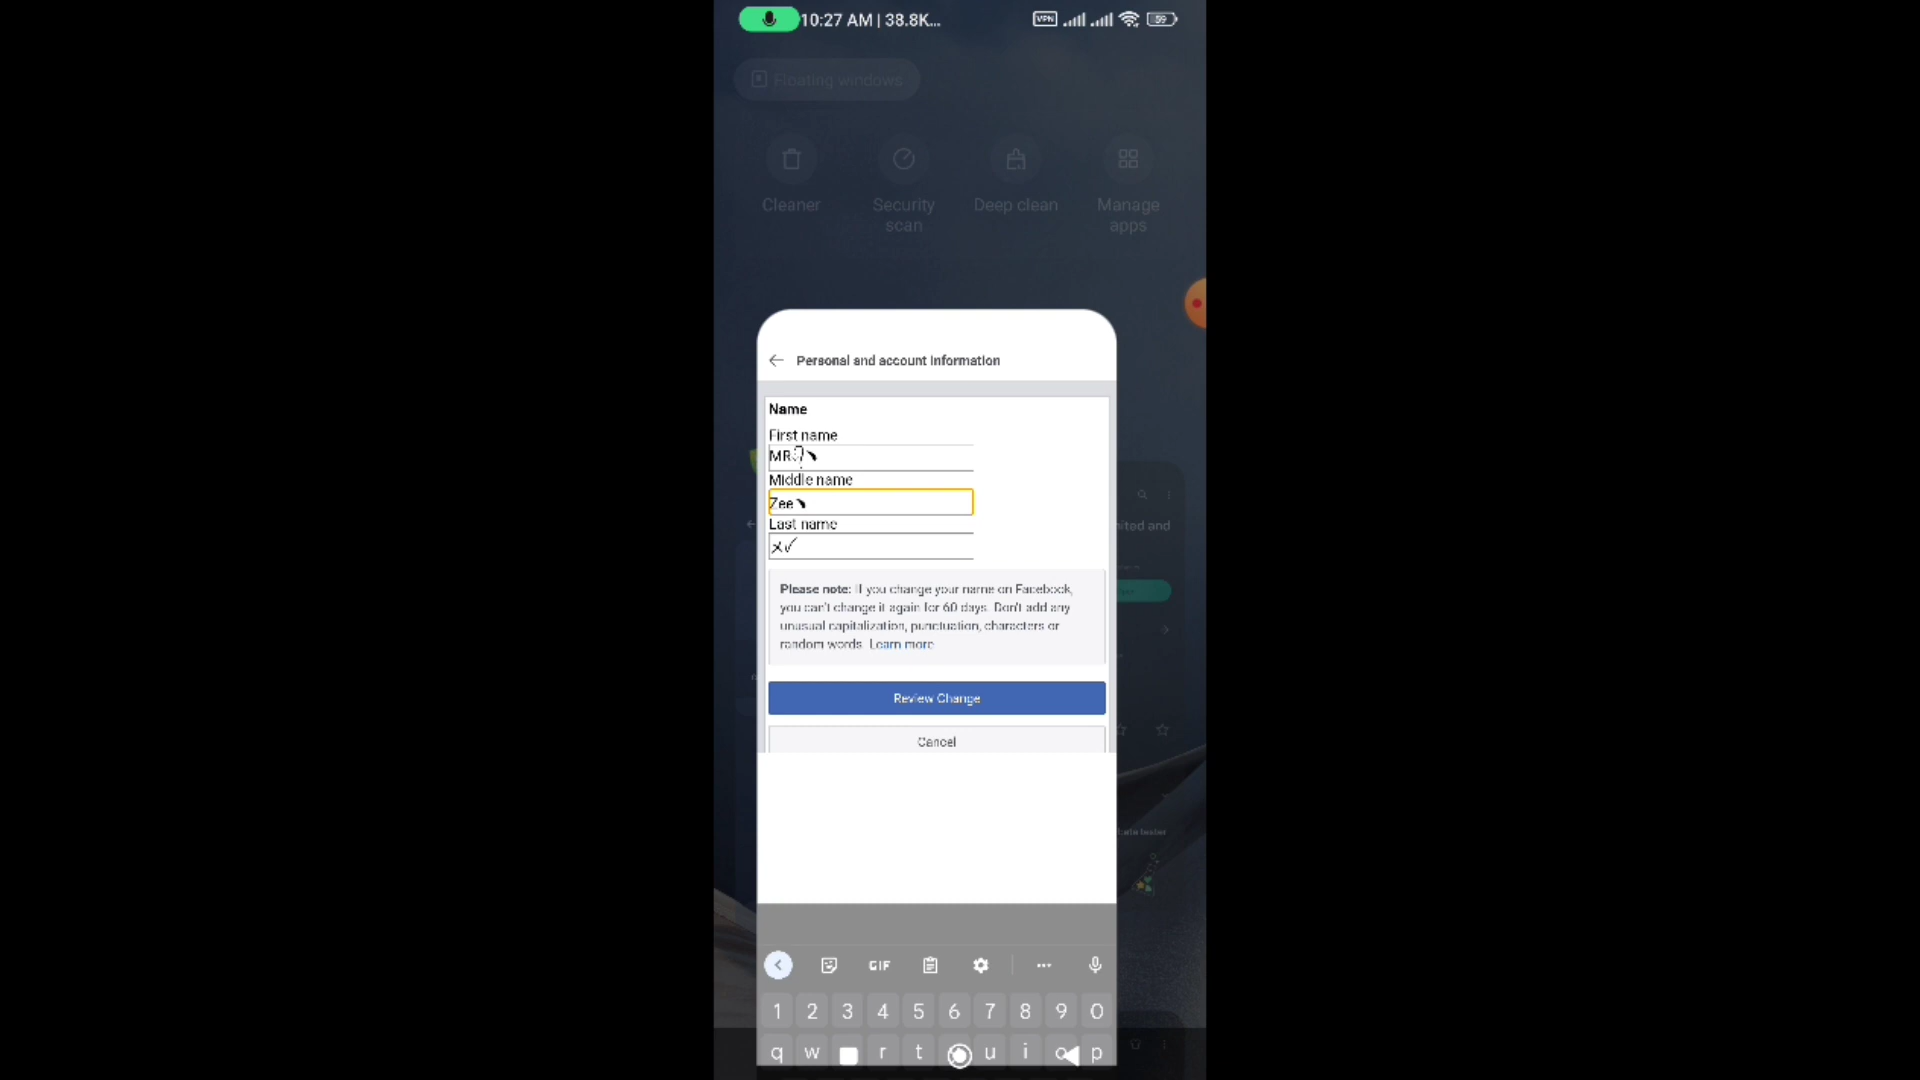 10:27 AM | 38.8K...
VPN
59
Floating windows
Cleaner
Security scan
Deep clean
Manage apps
Personal and account information
Name
First name
MR
Middle name
Zee
Last name
✓
Please note: If you change your name on Facebook,
you can't change it again for 60 days. Don't add any
unusual capitalization, punctuation, characters or
random words. Learn more
Review Change
Cancel
GIF
1 2 3 4 5 6 7 8 9 0
q w r t u i o p